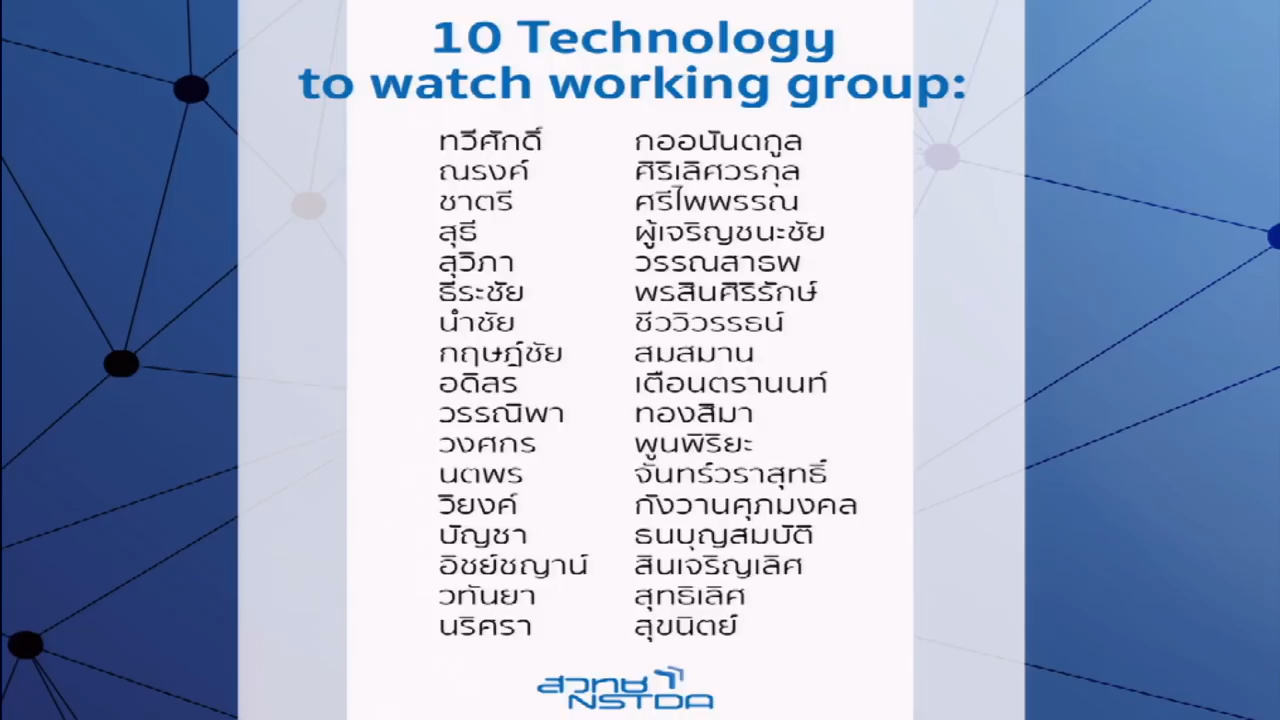 10 Technology
to watch working group:
ทวีศักดิ์ กออนันตกูล
ณรงค์ ศิริเลิศวรกุล
ชาตรี ศรีไพพรรณ
สุธี ผู้เจริญชนะชัย
สุวิภา วรรณสาธพ
ธีระชัย พรสินศิริรักษ์
นำชัย ชีววิวรรธน์
กฤษฎ์ชัย สมสมาน
อดิสร เตือนตรานนท์
วรรณิพา ทองสิมา
วงศกร พูนพิริยะ
นตพร จันทร์วราสุทธิ์
วิยงค์ กังวานศุภมงคล
บัญชา ธนบุญสมบัติ
อิชย์ชญาน์ สินเจริญเลิศ
วทันยา สุทธิเลิศ
นริศรา สุขนิตย์
สวทช
NSTDA